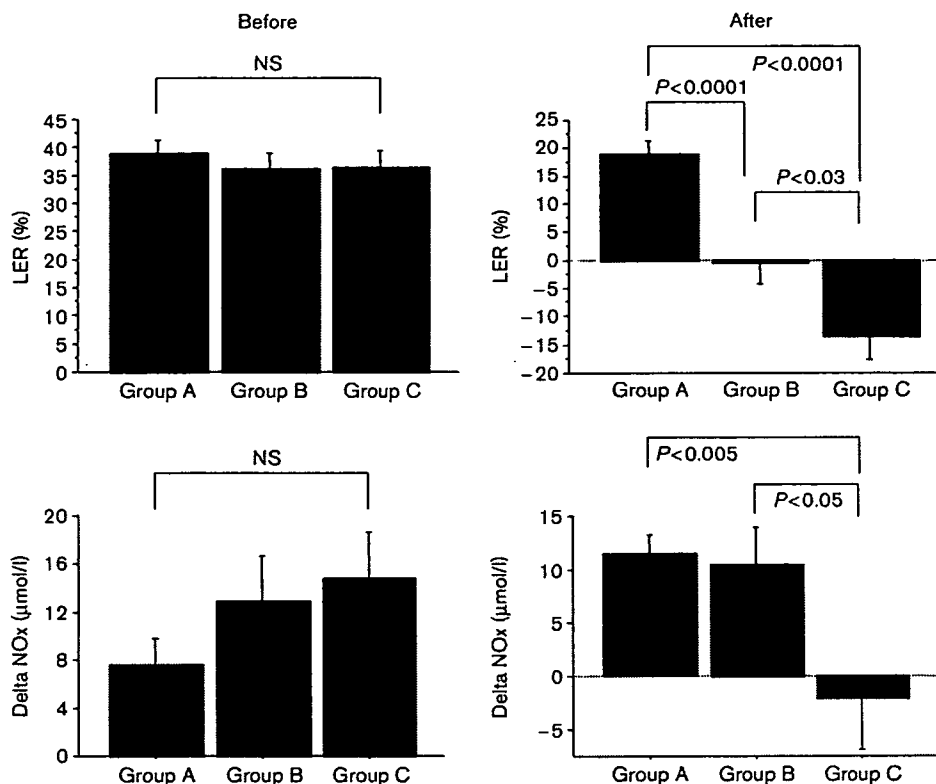 Before
NS
LER (%)
45
40
35
30
25
20
15
10
5
0
Group A Group B Group C
After
P<0.0001
P<0.0001
P<0.03
LER (%)
25
20
15
10
5
0
−5
−10
−15
−20
Group A Group B Group C
NS
Delta NOx (μmol/l)
20
16
12
8
4
0
Group A Group B Group C
P<0.005
P<0.05
Delta NOx (μmol/l)
15
10
5
0
−5
Group A Group B Group C